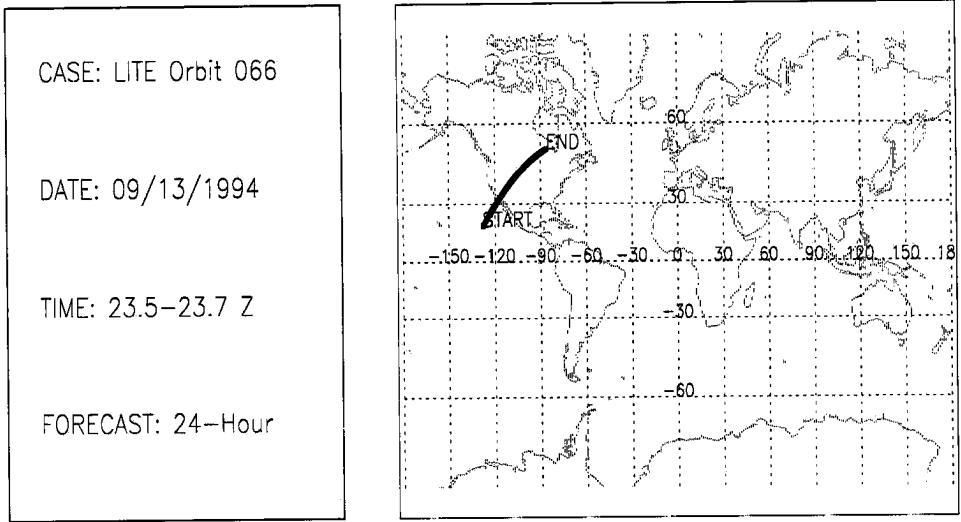 CASE: LITE Orbit 066
DATE: 09/13/1994
TIME: 23.5-23.7 Z
FORECAST: 24-Hour
60
END
30
START
-150 -120 -90 -60 -30 0 30 60 90 120 150 18
-30
-60